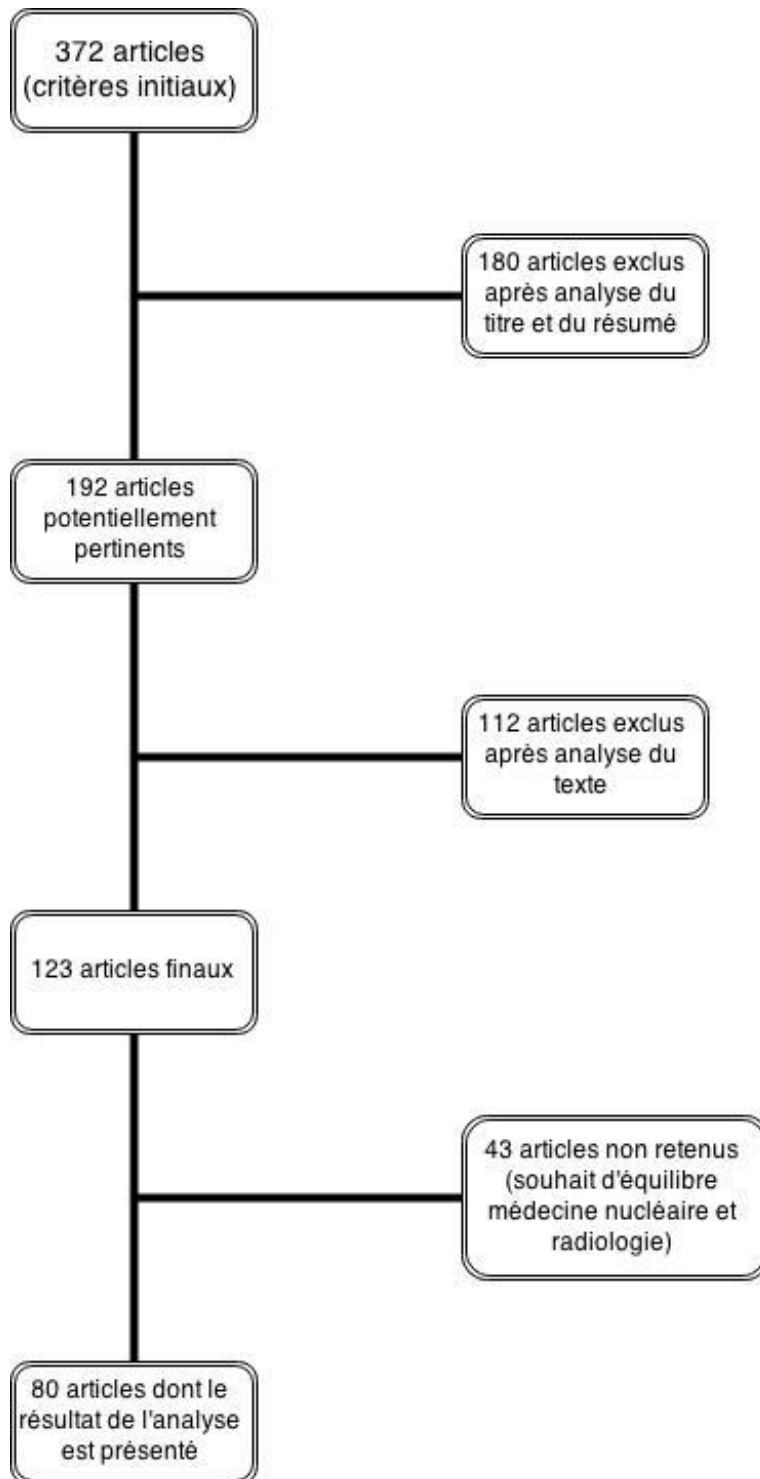 372 articles
(critères initiaux)
180 articles exclus
après analyse du
titre et du résumé
192 articles
potentiellement
pertinents
112 articles exclus
après analyse du
texte
123 articles finaux
43 articles non retenus
(souhait d'équilibre
médecine nucléaire et
radiologie)
80 articles dont le
résultat de l'analyse
est présenté